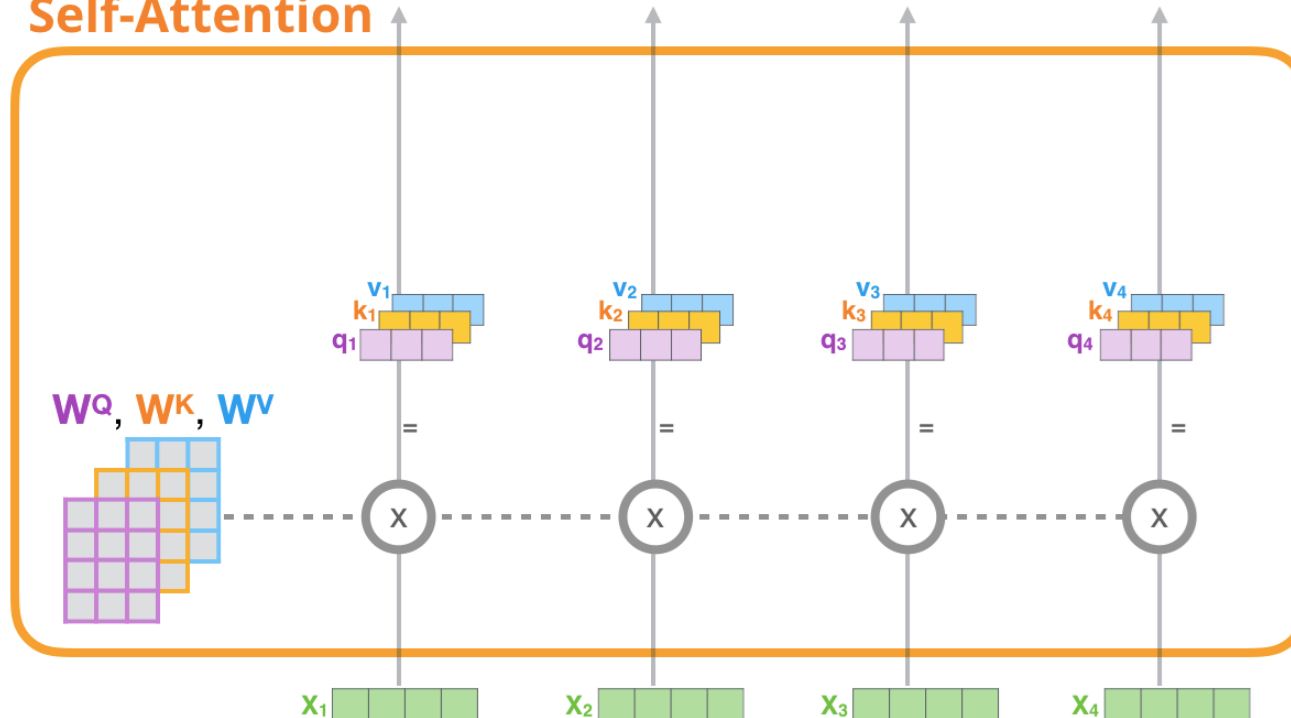 Self-Attention
v1 v2 v3 v4
k1 k2 k3 k4
q1 q2 q3 q4
WQ, WK, WV
= = = =
X X X X
X1 X2 X3 X4